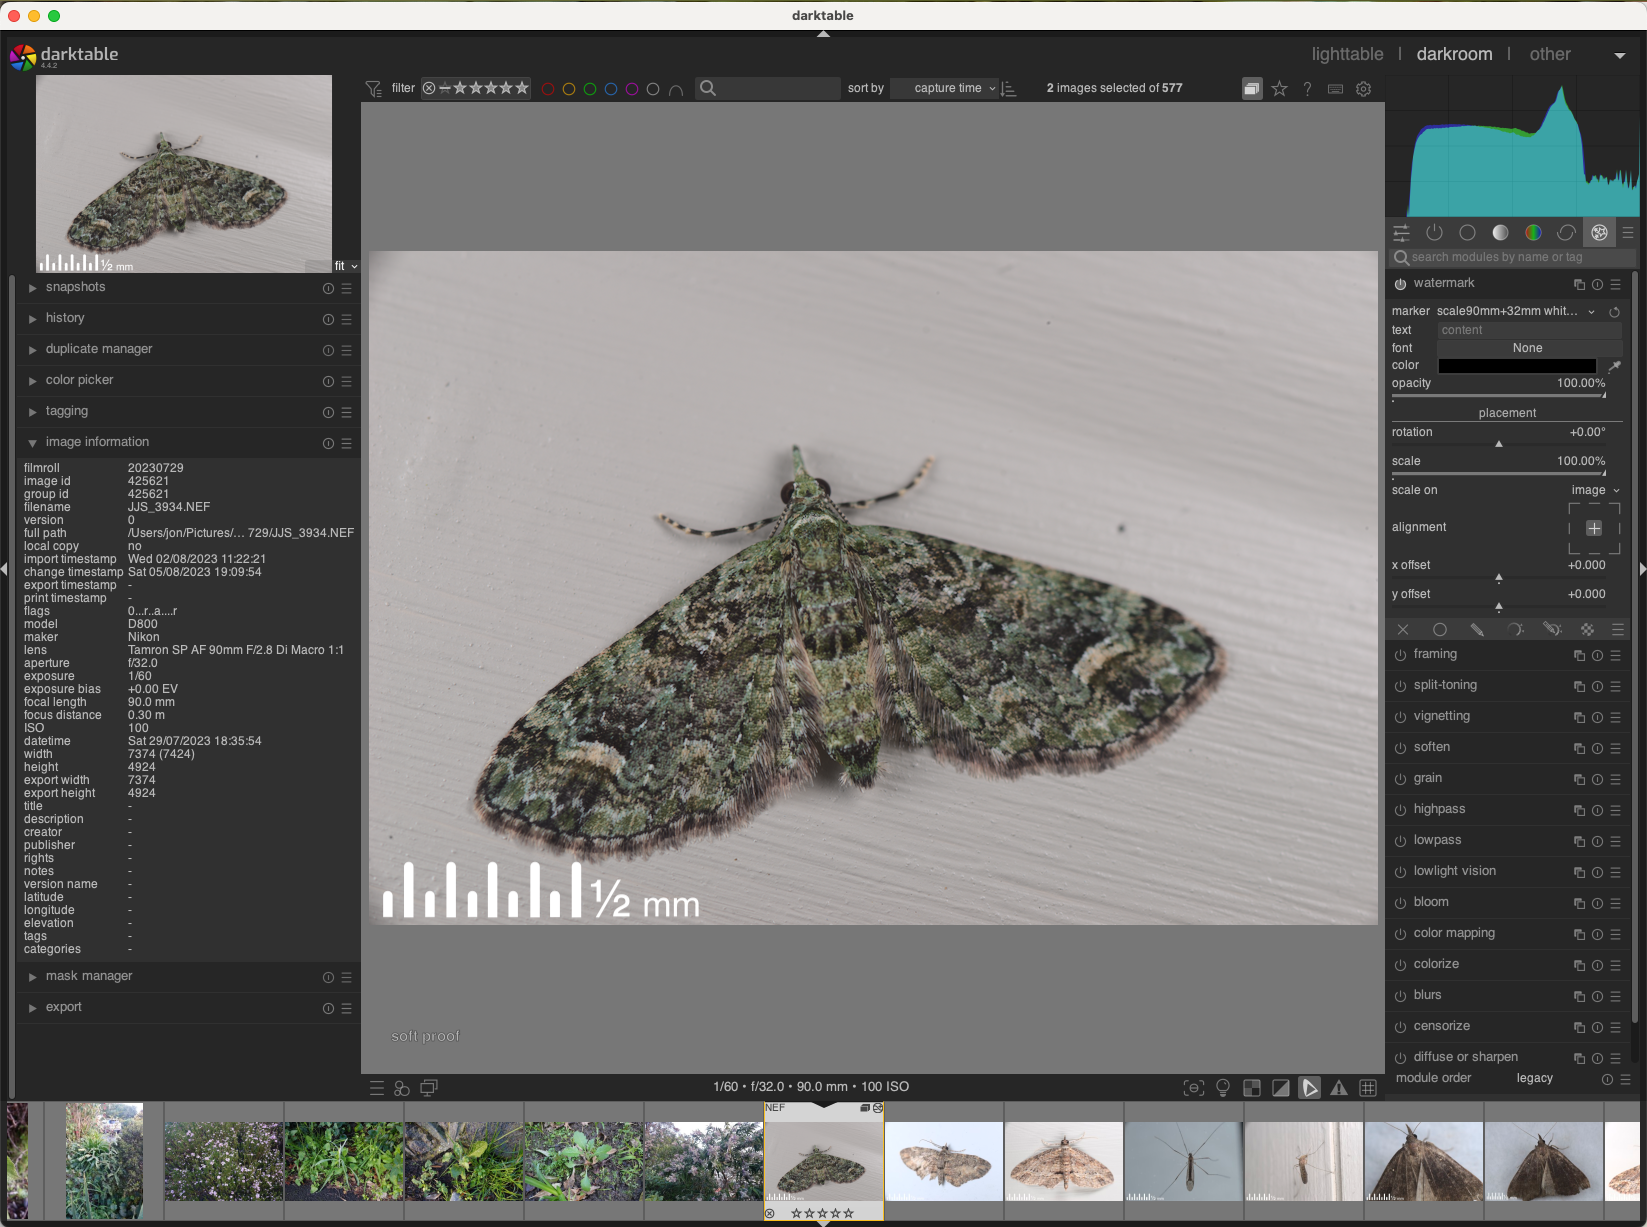 darktable
darktable
4.4.2
lighttable | darkroom | other
filter
sort by capture time
2 images selected of 577
fit
½ mm
snapshots
history
duplicate manager
color picker
tagging
image information
filmroll 20230729
image id 425621
group id 425621
filename JJS_3934.NEF
version 0
full path /Users/jon/Pictures/... 729/JJS_3934.NEF
local copy no
import timestamp Wed 02/08/2023 11:22:21
change timestamp Sat 05/08/2023 19:09:54
export timestamp -
print timestamp -
flags 0...r..a....r
model D800
maker Nikon
lens Tamron SP AF 90mm F/2.8 Di Macro 1:1
aperture f/32.0
exposure 1/60
exposure bias +0.00 EV
focal length 90.0 mm
focus distance 0.30 m
ISO 100
datetime Sat 29/07/2023 18:35:54
width 7374 (7424)
height 4924
export width 7374
export height 4924
title -
description -
creator -
publisher -
rights -
notes -
version name -
latitude -
longitude -
elevation -
tags -
categories -
mask manager
export
½ mm
soft proof
1/60 • f/32.0 • 90.0 mm • 100 ISO
search modules by name or tag
watermark
marker scale90mm+32mm whit...
text content
font None
color
opacity 100.00%
placement
rotation +0.00°
scale 100.00%
scale on image
alignment
x offset +0.000
y offset +0.000
framing
split-toning
vignetting
soften
grain
highpass
lowpass
lowlight vision
bloom
color mapping
colorize
blurs
censorize
diffuse or sharpen
module order legacy
NEF